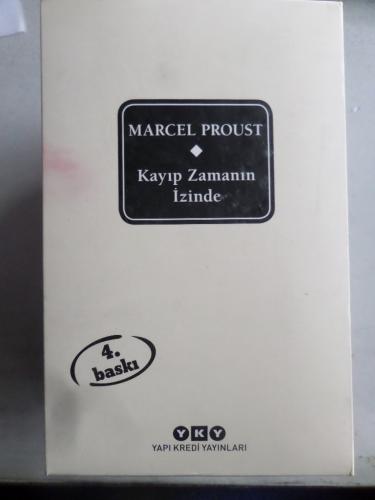 MARCEL PROUST
Kayıp Zamanın
İzinde
4.
baskı
YKY
YAPI KREDİ YAYINLARI